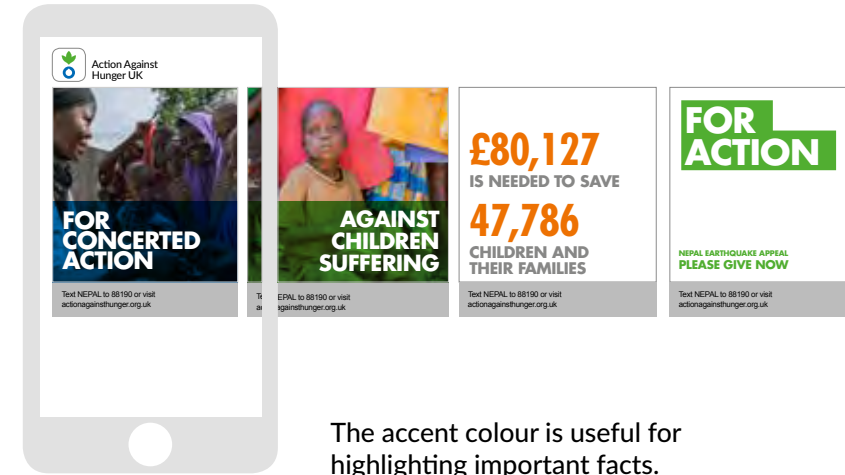 Action Against
Hunger UK
FOR
CONCERTED
ACTION
Text NEPAL to 88190 or visit
actionagainsthunger.org.uk
AGAINST
CHILDREN
SUFFERING
EPAL to 88190 or visit
againsthunger.org.uk
£80,127
IS NEEDED TO SAVE
47,786
CHILDREN AND
THEIR FAMILIES
Text NEPAL to 88190 or visit
actionagainsthunger.org.uk
FOR
ACTION
NEPAL EARTHQUAKE APPEAL
PLEASE GIVE NOW
Text NEPAL to 88190 or visit
actionagainsthunger.org.uk
The accent colour is useful for
highlighting important facts.